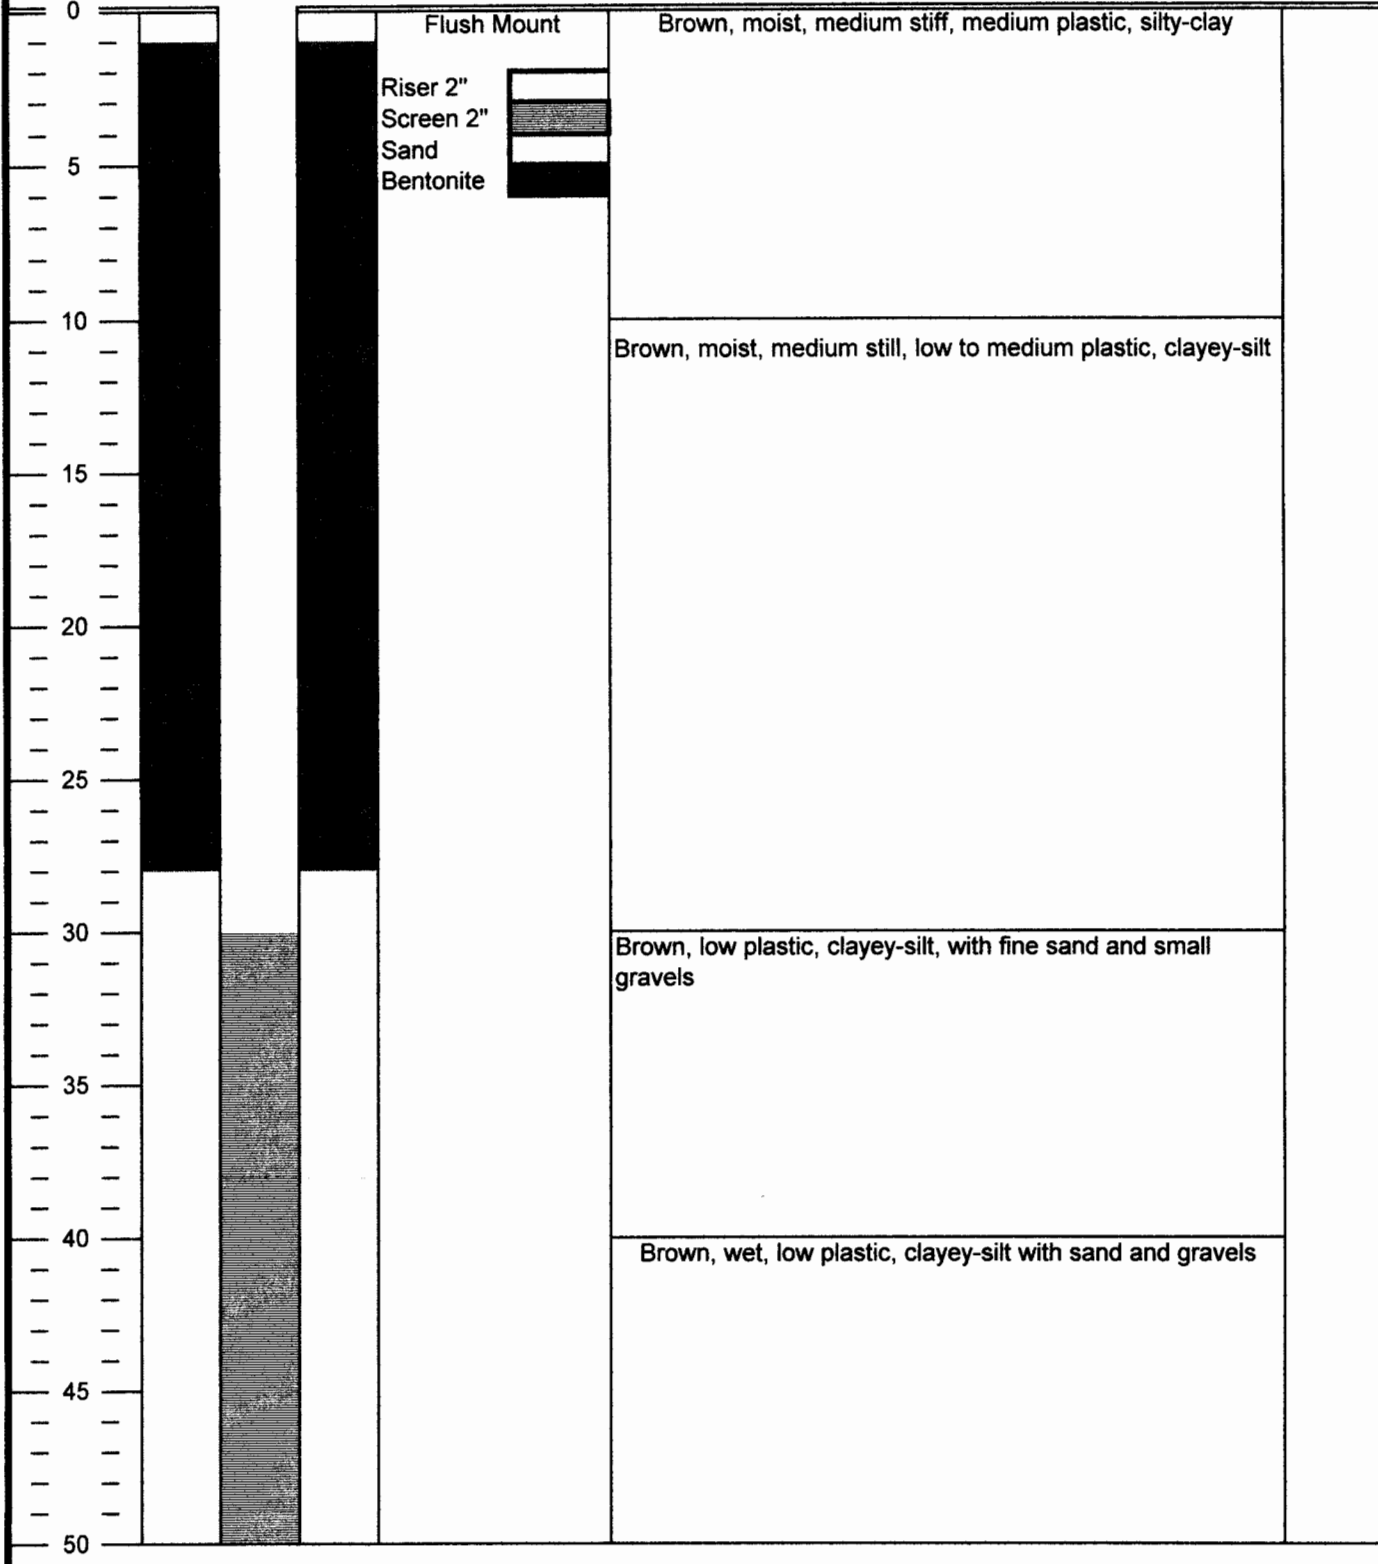 0
Flush Mount
Brown, moist, medium stiff, medium plastic, silty-clay
Riser 2"
Screen 2"
Sand
Bentonite
5
10
Brown, moist, medium still, low to medium plastic, clayey-silt
15
20
25
30
Brown, low plastic, clayey-silt, with fine sand and small
gravels
35
40
Brown, wet, low plastic, clayey-silt with sand and gravels
45
50